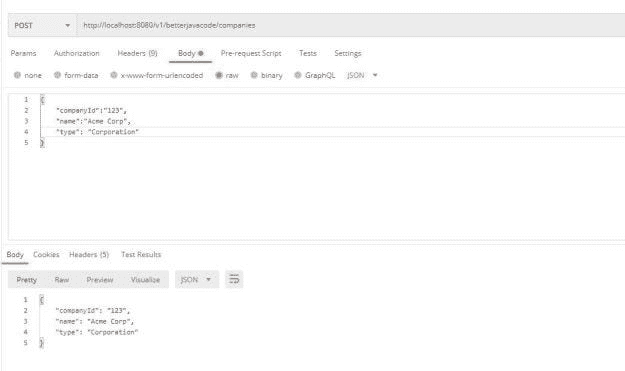 POST http://localhost:8080/v1/betterjavacode/companies
Params Authorization Headers (9) Body Pre-request Script Tests Settings
none form-data x-www-form-urlencoded raw binary GraphQL JSON
1 {
2 "companyId":"123",
3 "name":"Acme Corp",
4 "type": "Corporation"
5 }
Body Cookies Headers (5) Test Results
Pretty Raw Preview Visualize JSON
1 {
2 "companyId": "123",
3 "name": "Acme Corp",
4 "type": "Corporation"
5 }